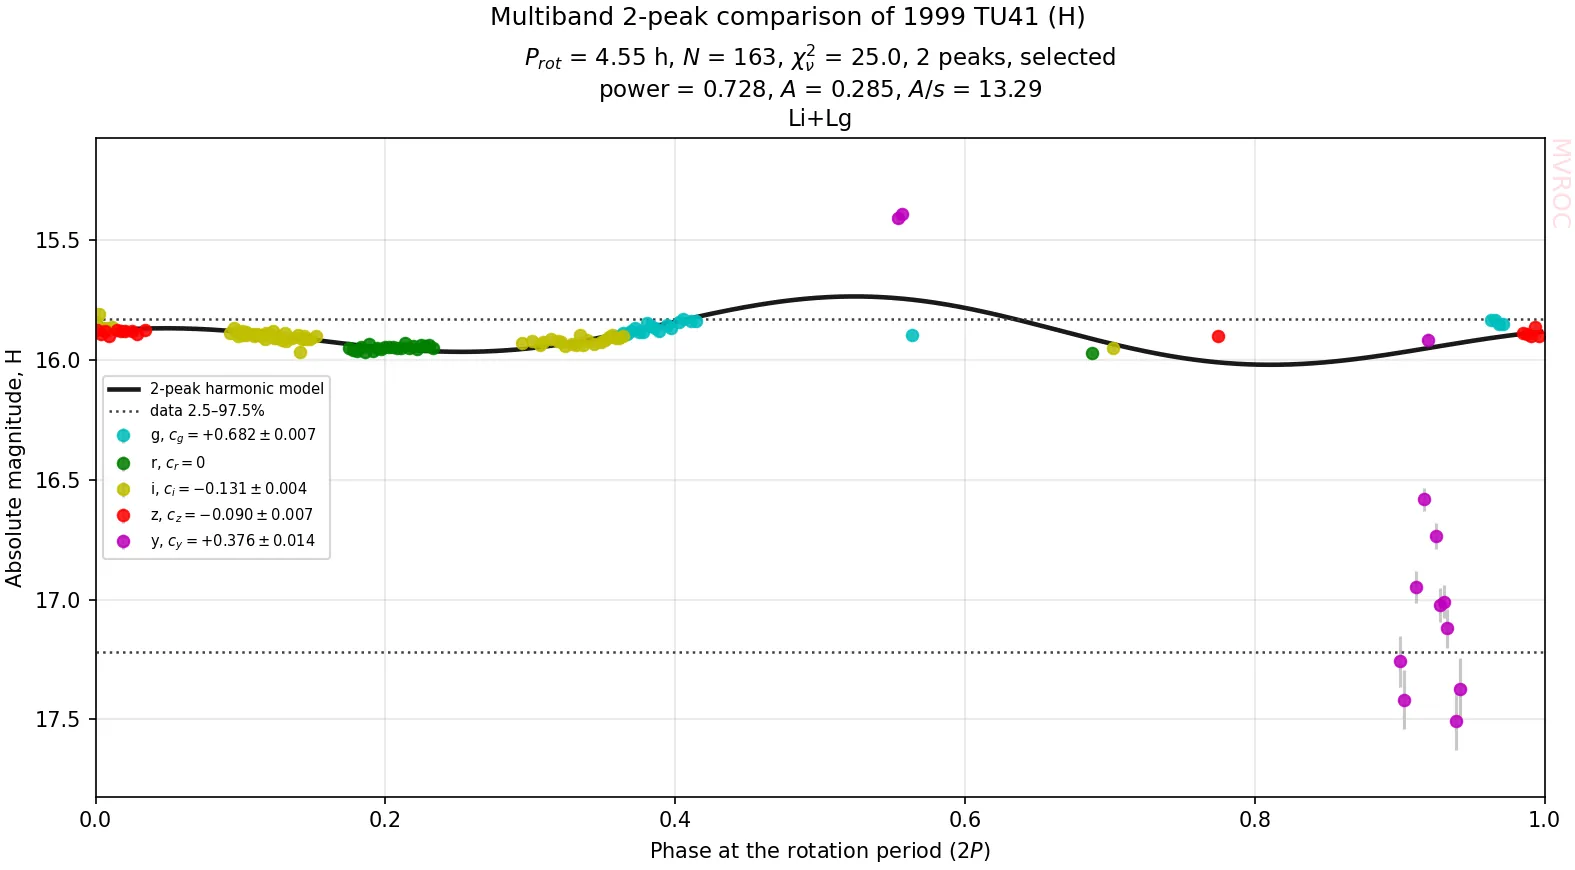 Multiband 2-peak comparison of 1999 TU41 (H)
P_rot = 4.55 h, N = 163, χ²_ν = 25.0, 2 peaks, selected
power = 0.728, A = 0.285, A/s = 13.29
Li+Lg
MVROC
Absolute magnitude, H
15.5
16.0
16.5
17.0
17.5
2-peak harmonic model
data 2.5–97.5%
g, c_g = +0.682 ± 0.007
r, c_r = 0
i, c_i = −0.131 ± 0.004
z, c_z = −0.090 ± 0.007
y, c_y = +0.376 ± 0.014
0.0 0.2 0.4 0.6 0.8 1.0
Phase at the rotation period (2P)